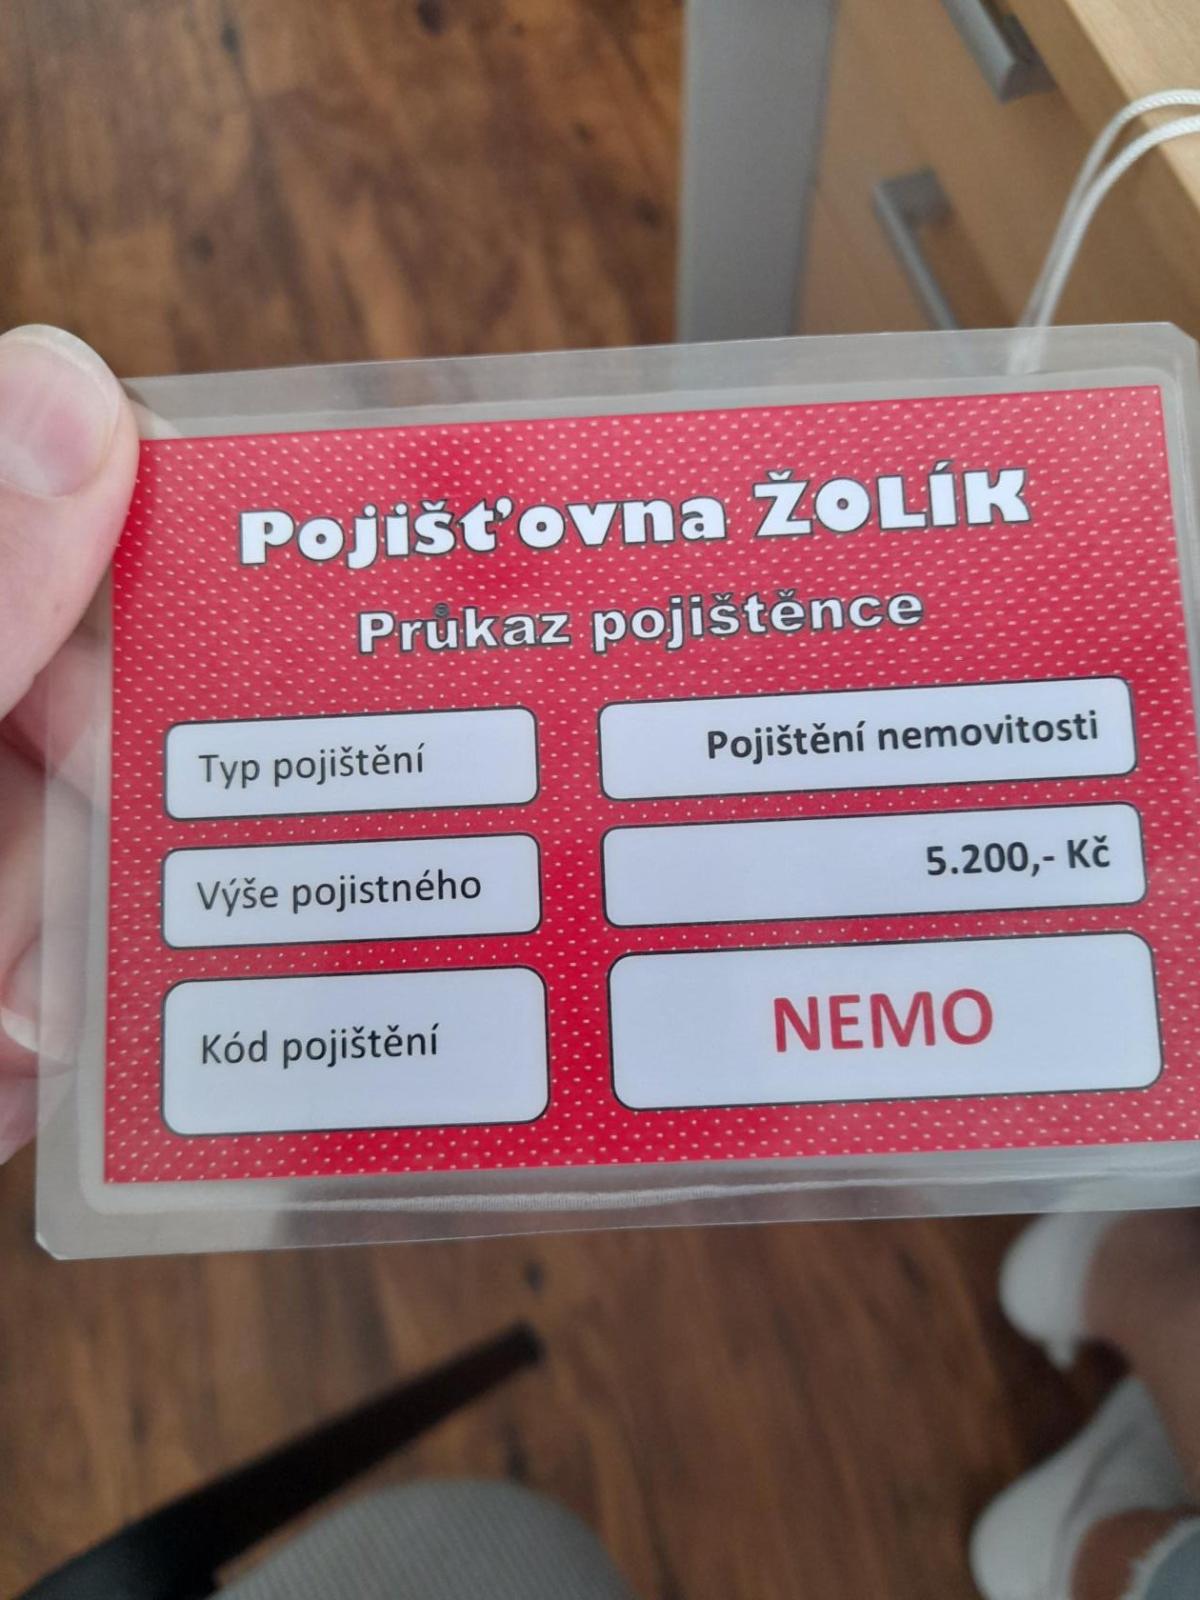 Pojišťovna ŽOLÍK
Průkaz pojištěnce
Typ pojištění
Pojištění nemovitosti
Výše pojistného
5.200,- Kč
Kód pojištění
NEMO